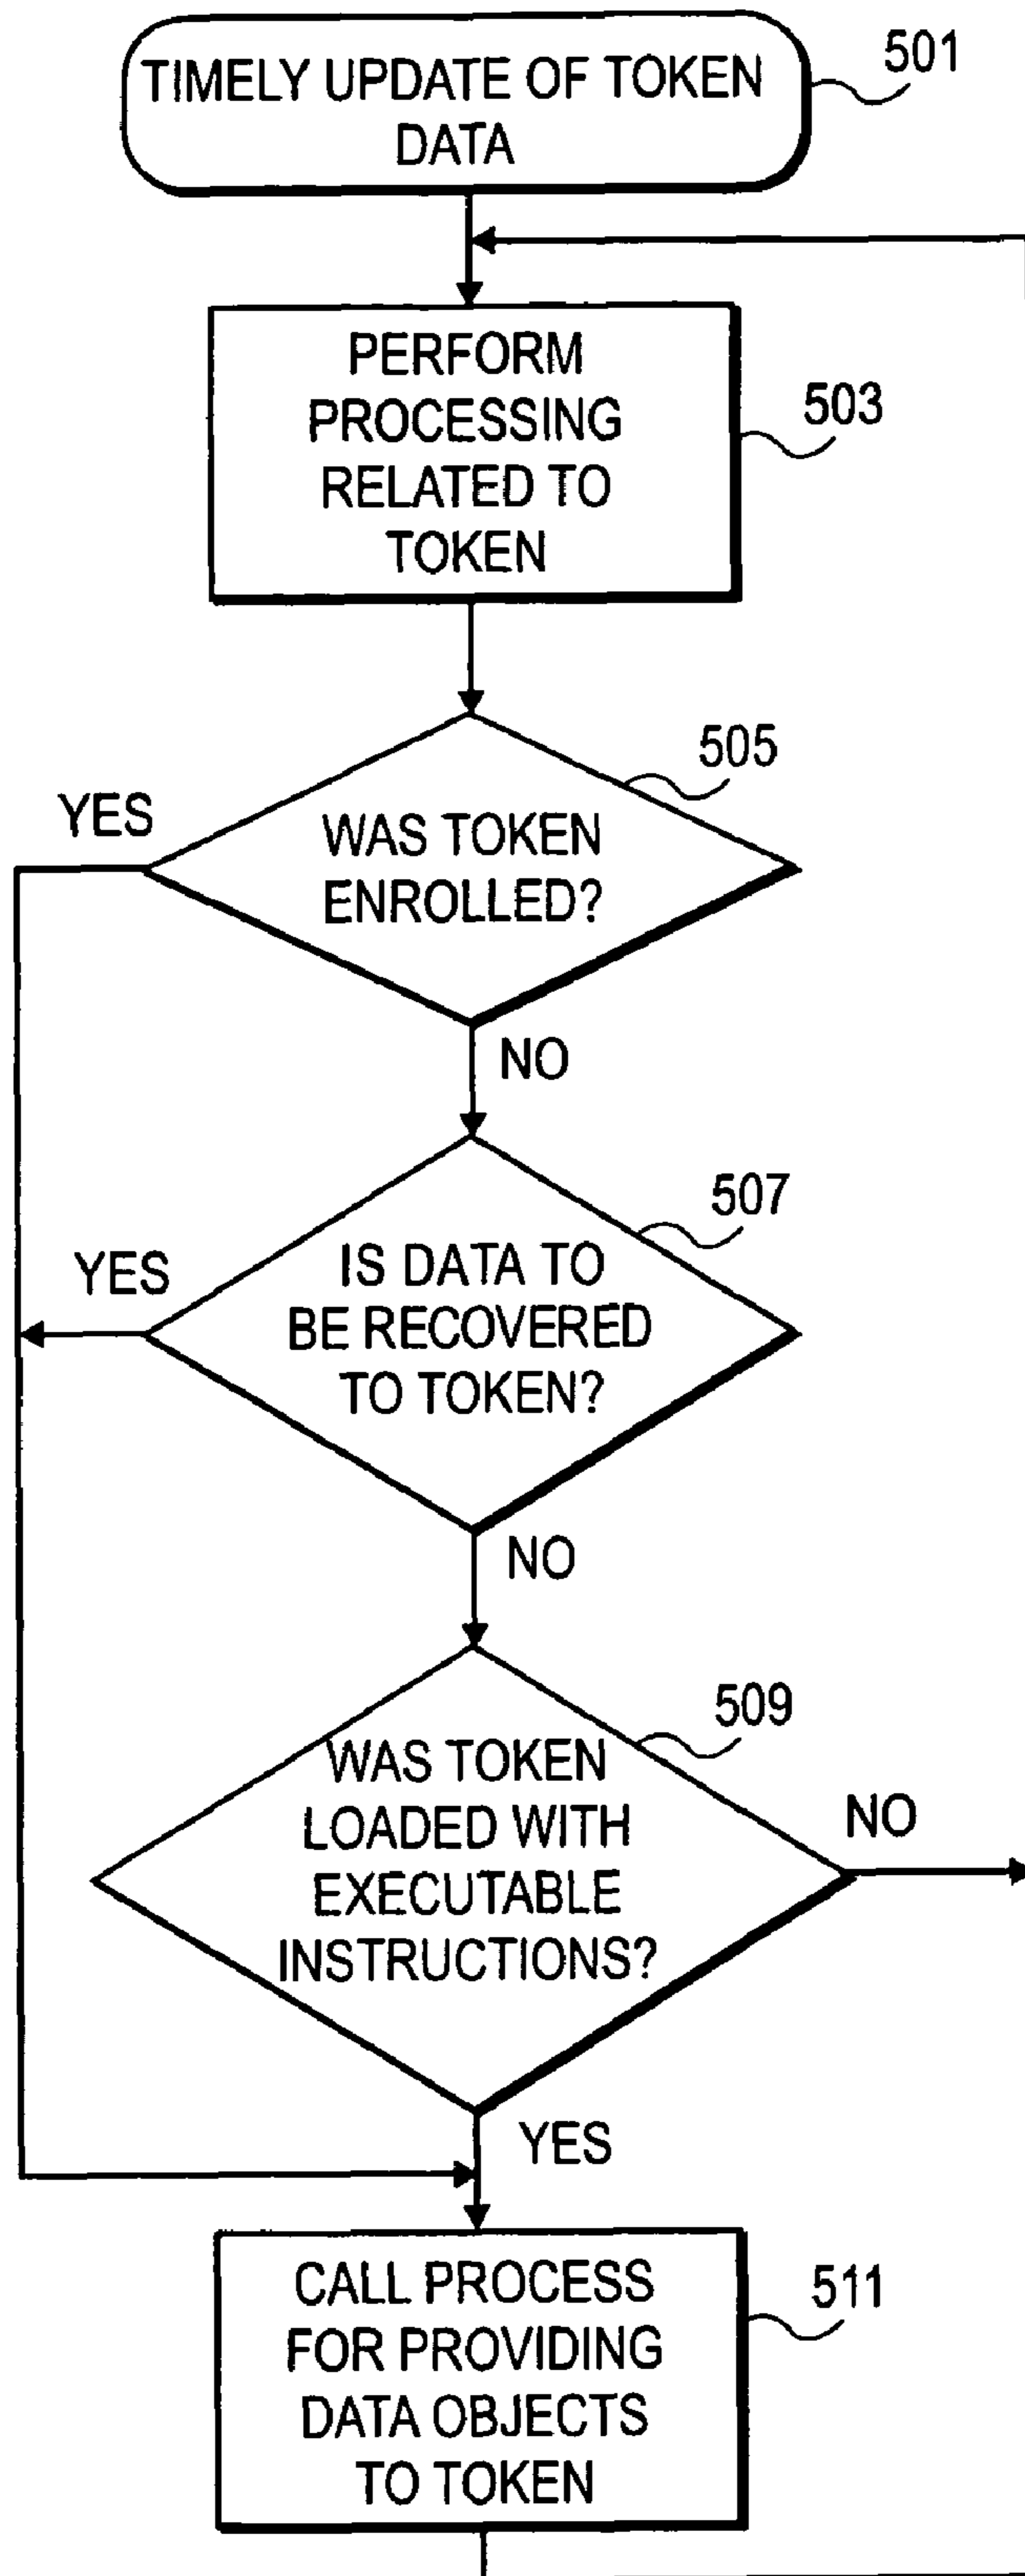 TIMELY UPDATE OF TOKEN
DATA
501
PERFORM
PROCESSING
RELATED TO
TOKEN
503
505
YES
WAS TOKEN
ENROLLED?
NO
507
YES
IS DATA TO
BE RECOVERED
TO TOKEN?
NO
509
WAS TOKEN
LOADED WITH
EXECUTABLE
INSTRUCTIONS?
NO
YES
CALL PROCESS
FOR PROVIDING
DATA OBJECTS
TO TOKEN
511